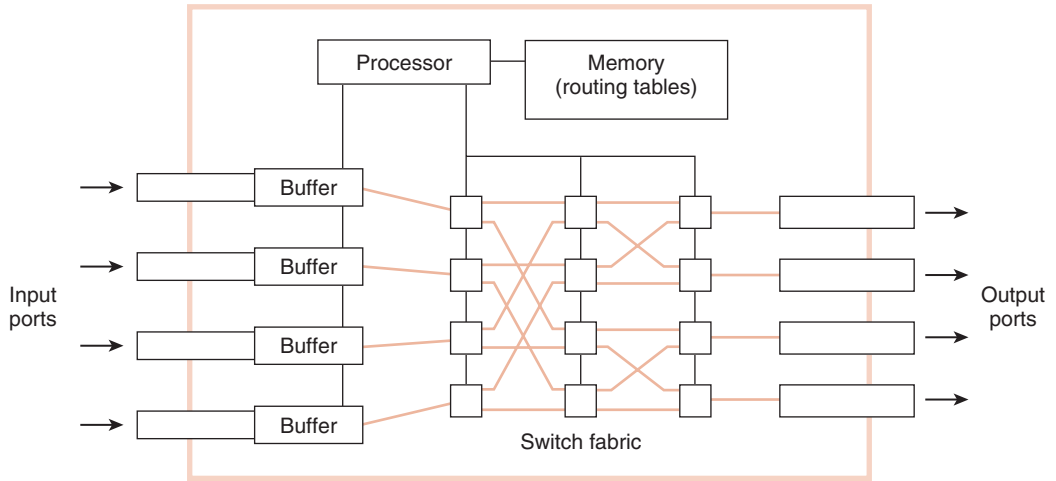 Processor
Memory
(routing tables)
Buffer
Buffer
Buffer
Buffer
Input
ports
Output
ports
Switch fabric